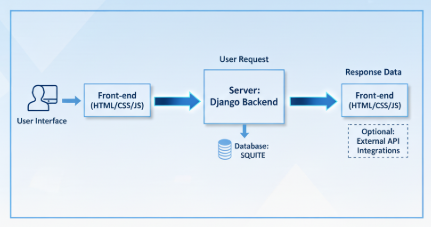 User Request
Response Data
Front-end
(HTML/CSS/JS)
Server:
Django Backend
Front-end
(HTML/CSS/JS)
User Interface
Database:
SQUITE
Optional:
External API
Integrations